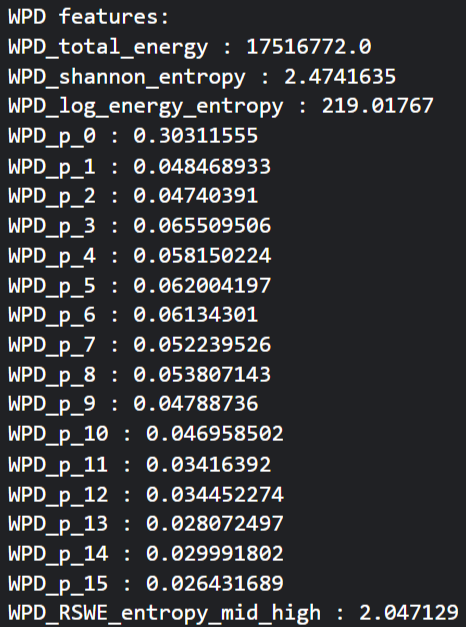 WPD features:
WPD_total_energy : 17516772.0
WPD_shannon_entropy : 2.4741635
WPD_log_energy_entropy : 219.01767
WPD_p_0 : 0.30311555
WPD_p_1 : 0.048468933
WPD_p_2 : 0.04740391
WPD_p_3 : 0.065509506
WPD_p_4 : 0.058150224
WPD_p_5 : 0.062004197
WPD_p_6 : 0.06134301
WPD_p_7 : 0.052239526
WPD_p_8 : 0.053807143
WPD_p_9 : 0.04788736
WPD_p_10 : 0.046958502
WPD_p_11 : 0.03416392
WPD_p_12 : 0.034452274
WPD_p_13 : 0.028072497
WPD_p_14 : 0.029991802
WPD_p_15 : 0.026431689
WPD_RSWE_entropy_mid_high : 2.047129